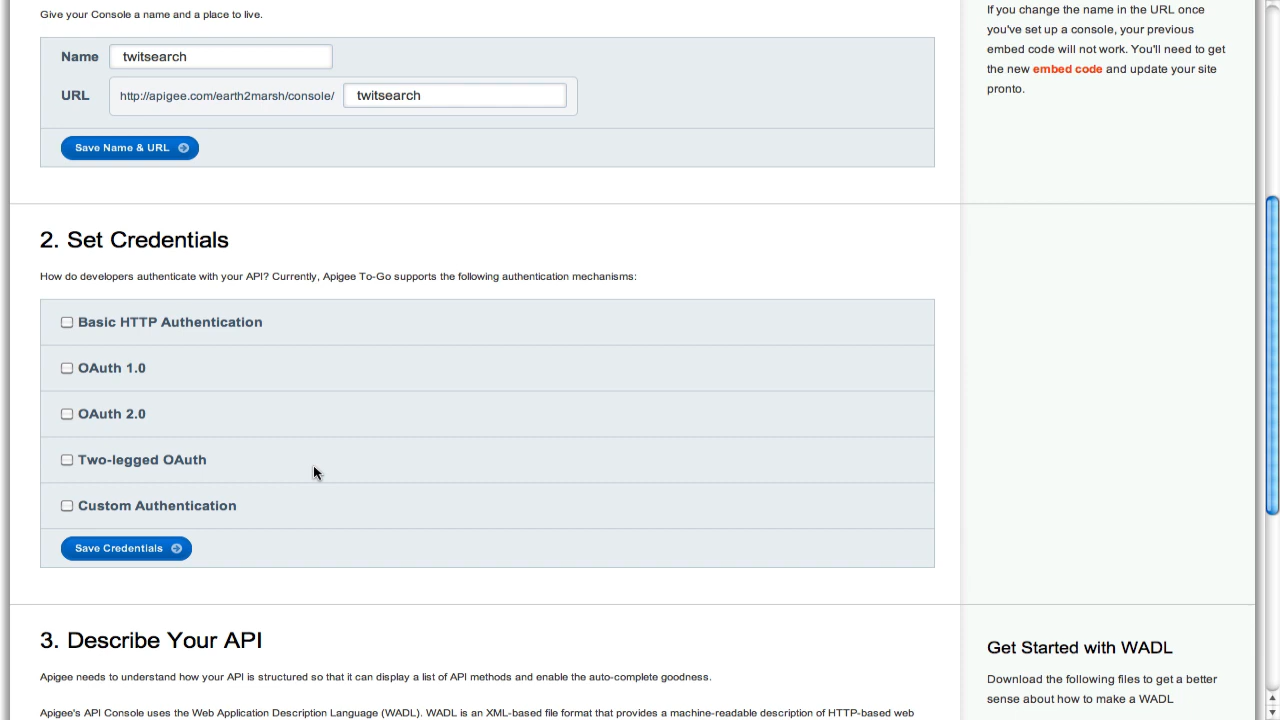 Give your Console a name and a place to live.
Name twitsearch
URL http://apigee.com/earth2marsh/console/ twitsearch
Save Name & URL
If you change the name in the URL once
you've set up a console, your previous
embed code will not work. You'll need to get
the new embed code and update your site
pronto.
2. Set Credentials
How do developers authenticate with your API? Currently, Apigee To-Go supports the following authentication mechanisms:
Basic HTTP Authentication
OAuth 1.0
OAuth 2.0
Two-legged OAuth
Custom Authentication
Save Credentials
3. Describe Your API
Apigee needs to understand how your API is structured so that it can display a list of API methods and enable the auto-complete goodness.
Apigee's API Console uses the Web Application Description Language (WADL). WADL is an XML-based file format that provides a machine-readable description of HTTP-based web
Get Started with WADL
Download the following files to get a better
sense about how to make a WADL